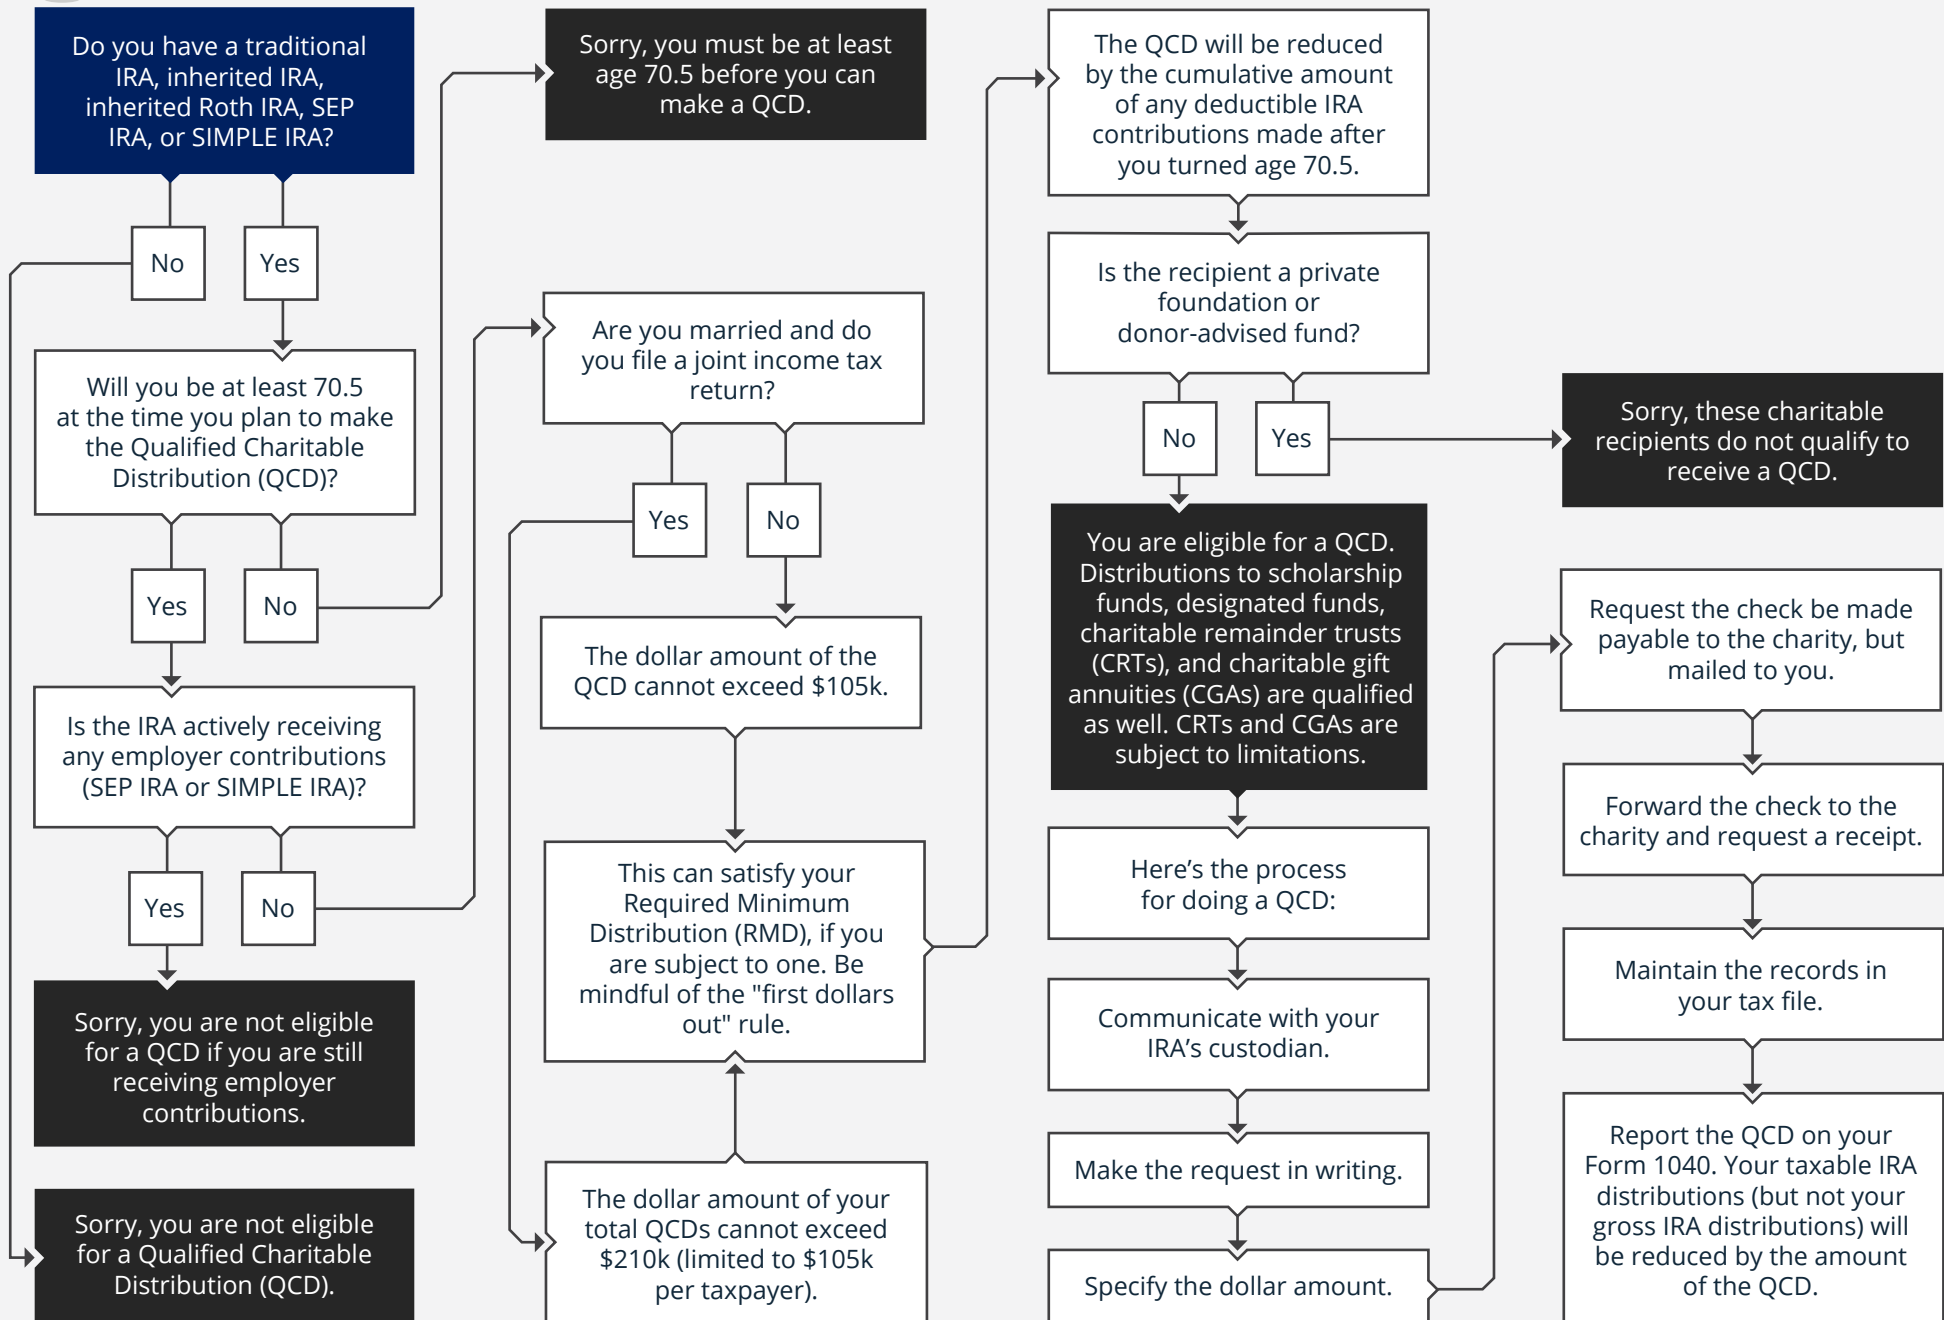 Do you have a traditional
IRA, inherited IRA,
inherited Roth IRA, SEP
IRA, or SIMPLE IRA?
No
Yes
Will you be at least 70.5
at the time you plan to make
the Qualified Charitable
Distribution (QCD)?
Yes
No
Is the IRA actively receiving
any employer contributions
(SEP IRA or SIMPLE IRA)?
Yes
No
Sorry, you are not eligible
for a QCD if you are still
receiving employer
contributions.
Sorry, you are not eligible
for a Qualified Charitable
Distribution (QCD).
Sorry, you must be at least
age 70.5 before you can
make a QCD.
Are you married and do
you file a joint income tax
return?
Yes
No
The dollar amount of the
QCD cannot exceed $105k.
This can satisfy your
Required Minimum
Distribution (RMD), if you
are subject to one. Be
mindful of the "first dollars
out" rule.
The dollar amount of your
total QCDs cannot exceed
$210k (limited to $105k
per taxpayer).
The QCD will be reduced
by the cumulative amount
of any deductible IRA
contributions made after
you turned age 70.5.
Is the recipient a private
foundation or
donor-advised fund?
No
Yes
Sorry, these charitable
recipients do not qualify to
receive a QCD.
You are eligible for a QCD.
Distributions to scholarship
funds, designated funds,
charitable remainder trusts
(CRTs), and charitable gift
annuities (CGAs) are qualified
as well. CRTs and CGAs are
subject to limitations.
Here’s the process
for doing a QCD:
Communicate with your
IRA’s custodian.
Make the request in writing.
Specify the dollar amount.
Request the check be made
payable to the charity, but
mailed to you.
Forward the check to the
charity and request a receipt.
Maintain the records in
your tax file.
Report the QCD on your
Form 1040. Your taxable IRA
distributions (but not your
gross IRA distributions) will
be reduced by the amount
of the QCD.